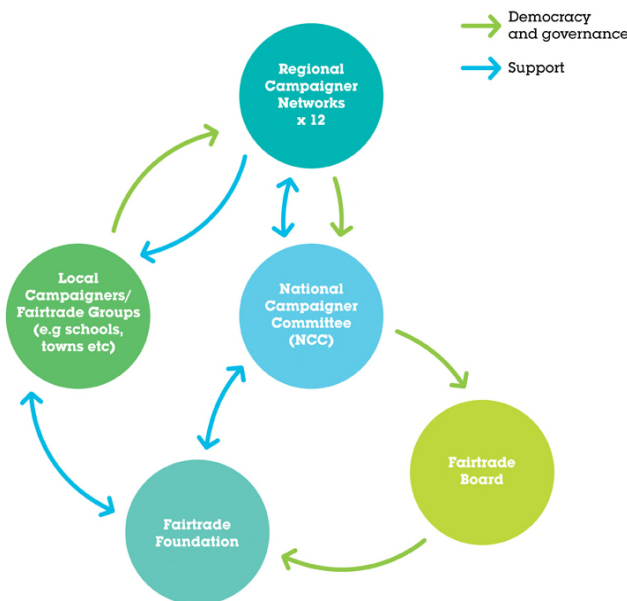 Democracy
and governance
Support
Regional
Campaigner
Networks
x 12
Local
Campaigners/
Fairtrade Groups
(e.g schools,
towns etc)
National
Campaigner
Committee
(NCC)
Fairtrade
Board
Fairtrade
Foundation